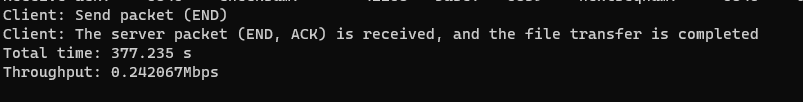 Client: Send packet (END)
Client: The server packet (END, ACK) is received, and the file transfer is completed
Total time: 377.235 s
Throughput: 0.242067Mbps